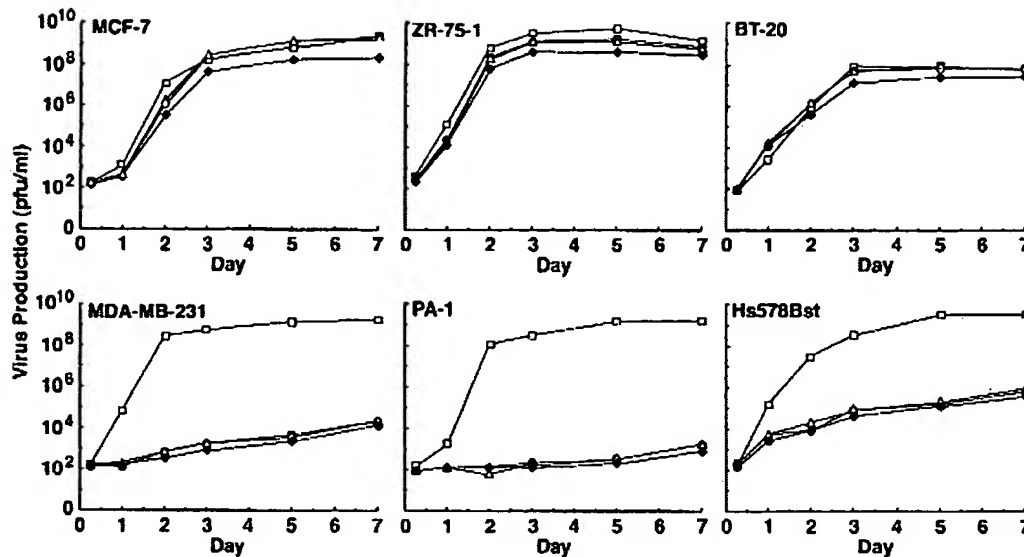 Virus Production (pfu/ml)
MCF-7
10¹⁰
10⁸
10⁶
10⁴
10²
0
0 1 2 3 4 5 6 7
Day
ZR-75-1
0 1 2 3 4 5 6 7
Day
BT-20
0 1 2 3 4 5 6 7
Day
MDA-MB-231
10¹⁰
10⁸
10⁶
10⁴
10²
0
0 1 2 3 4 5 6 7
Day
PA-1
0 1 2 3 4 5 6 7
Day
Hs578Bst
0 1 2 3 4 5 6 7
Day